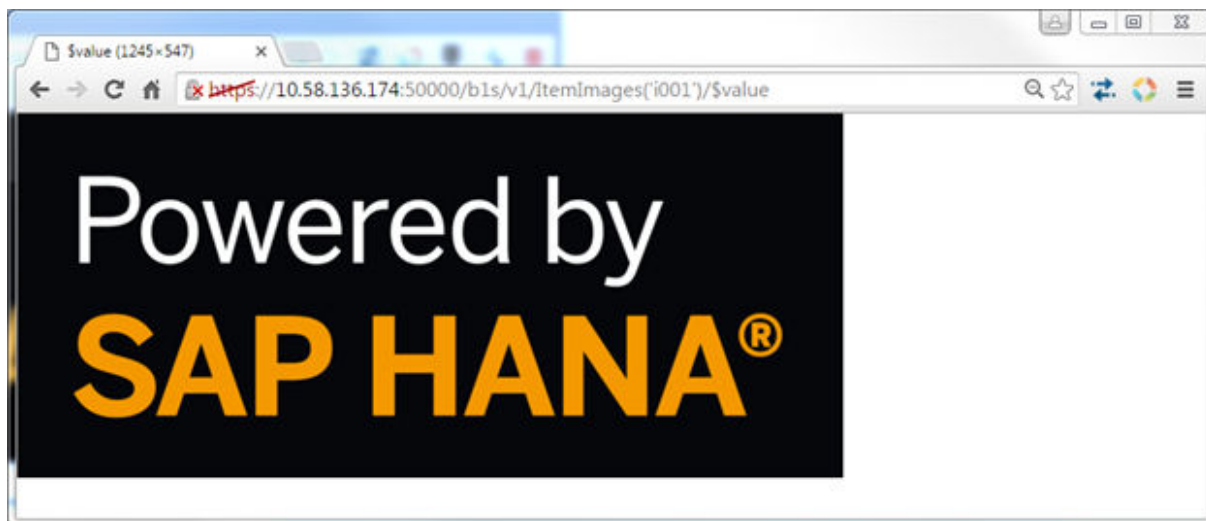 $value (1245×547)
https://10.58.136.174:50000/b1s/v1/ItemImages('i001')/$value
Powered by
SAP HANA®